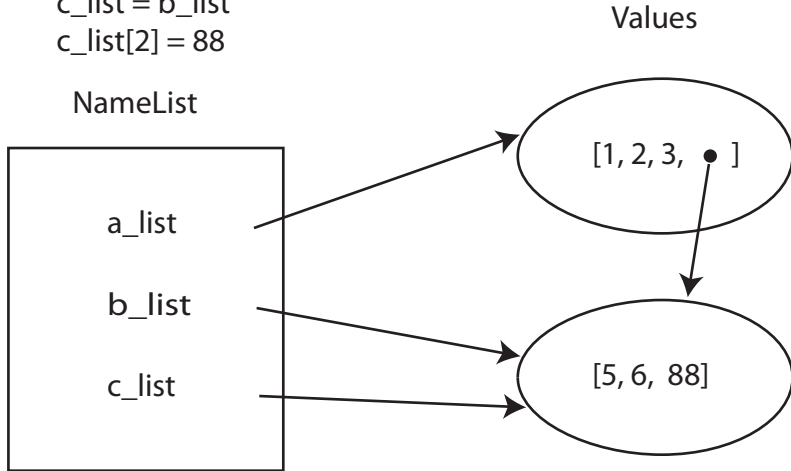 c_list = b_list
c_list[2] = 88
Values
NameList
[1, 2, 3, • ]
a_list
b_list
c_list
[5, 6, 88]